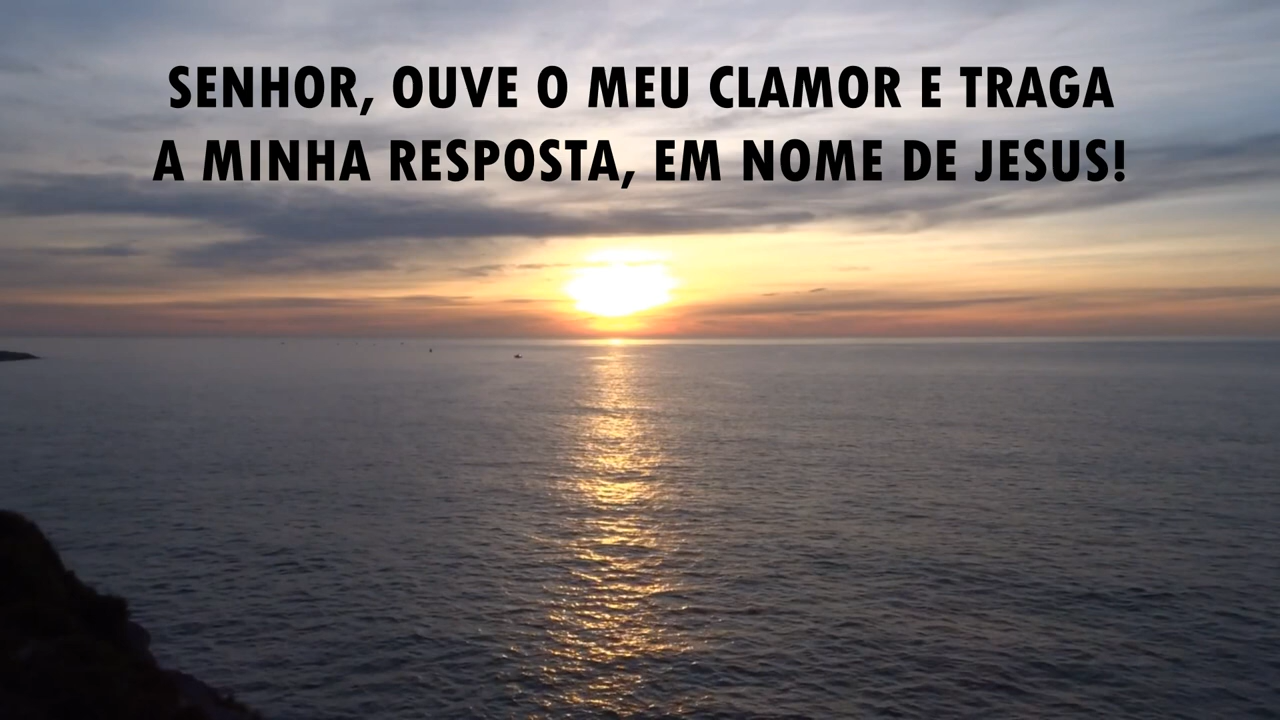 SENHOR, OUVE O MEU CLAMOR E TRAGA
A MINHA RESPOSTA, EM NOME DE JESUS!